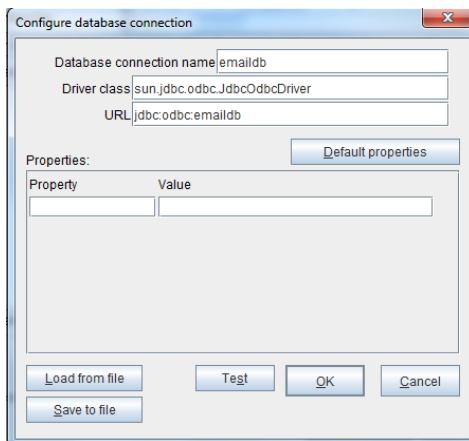 Configure database connection
Database connection name emaildb
Driver class sun.jdbc.odbc.JdbcOdbcDriver
URL jdbc:odbc:emaildb
Default properties
Properties:
Property Value
Load from file Test OK Cancel
Save to file